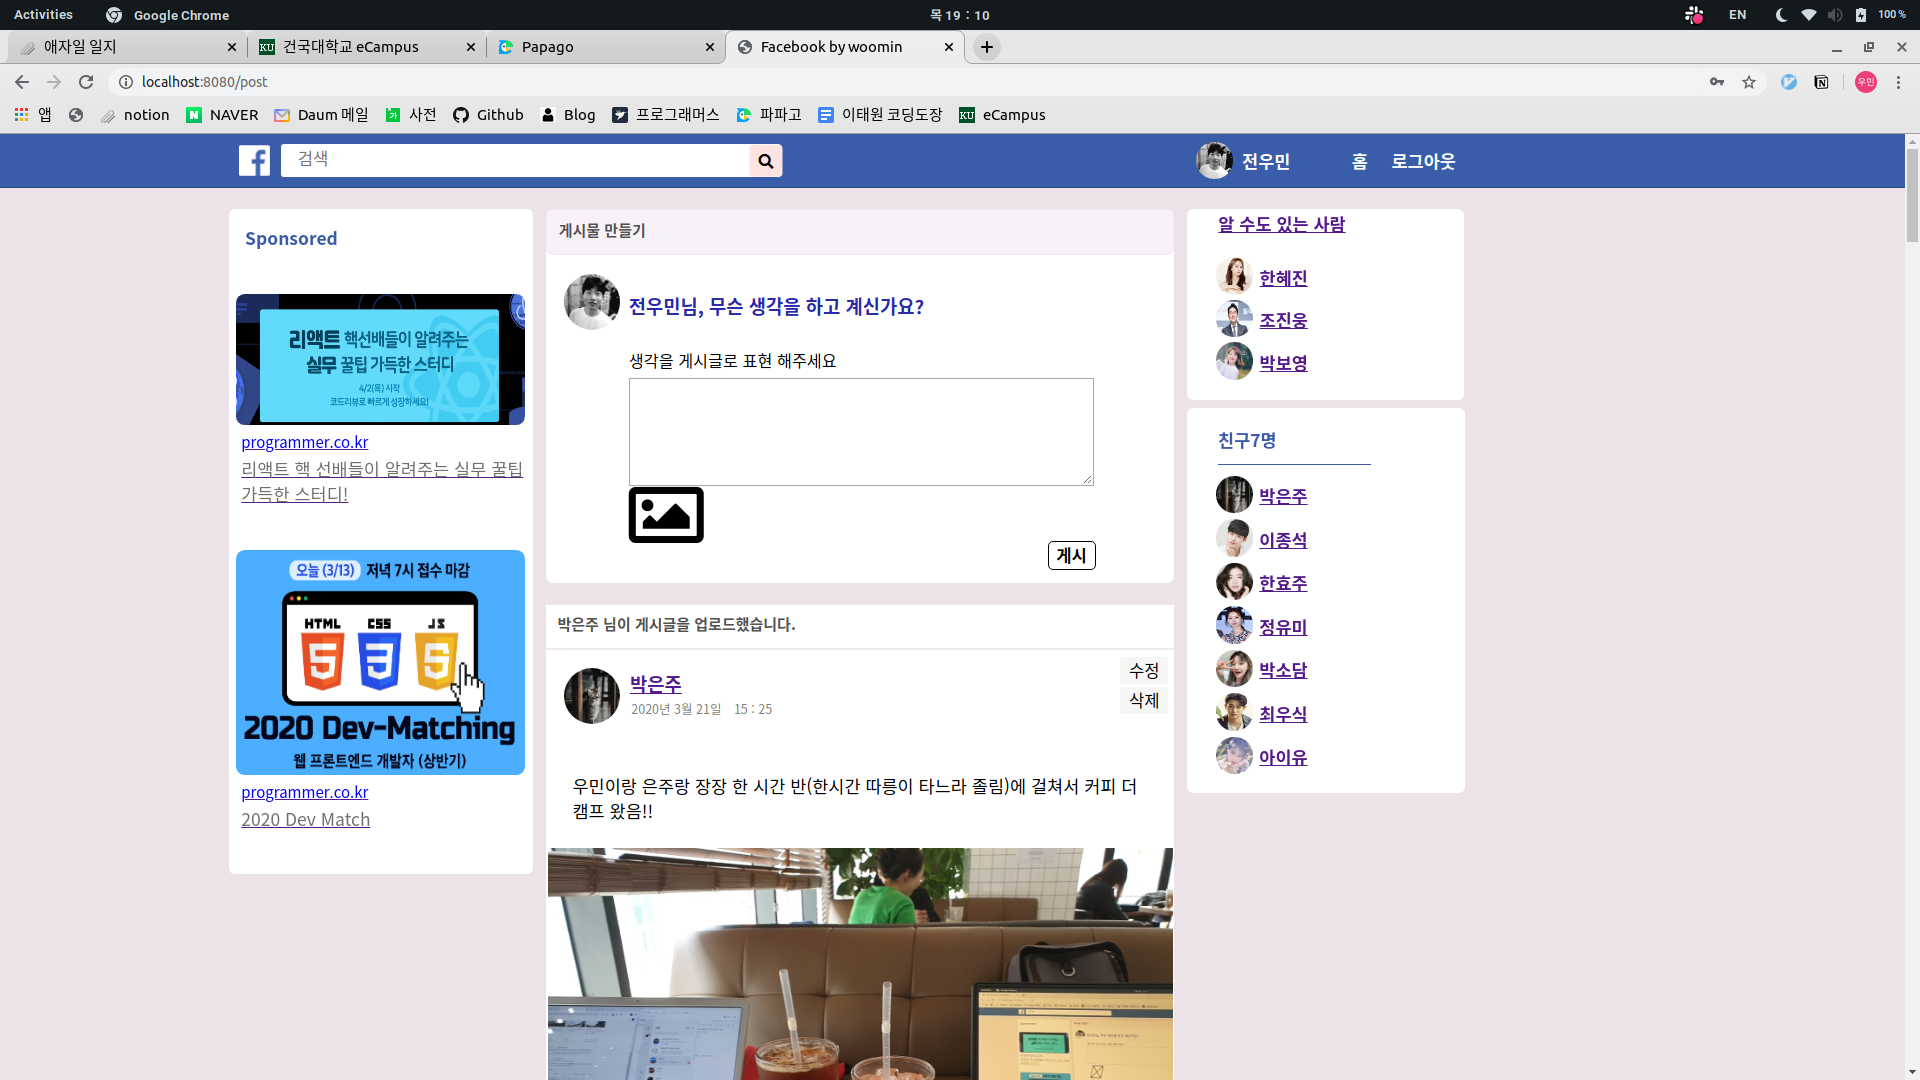 Activities
Google Chrome
목 19 : 10
EN
100 %
애자일 일지
건국대학교 eCampus
Papago
Facebook by woomin
localhost:8080/post
우민
앱
notion
NAVER
Daum 메일
사전
Github
Blog
프로그래머스
파파고
이태원 코딩도장
eCampus
검색
전우민
홈
로그아웃
Sponsored
리액트 핵선배들이 알려주는
실무 꿀팁 가득한 스터디
4/2(목) 시작
코드리뷰로 빠르게 성장하세요!
programmer.co.kr
리액트 핵 선배들이 알려주는 실무 꿀팁
가득한 스터디!
오늘 (3/13) 저녁 7시 접수 마감
HTML CSS JS
2020 Dev-Matching
웹 프론트엔드 개발자 (상반기)
programmer.co.kr
2020 Dev Match
게시물 만들기
전우민님, 무슨 생각을 하고 계신가요?
생각을 게시글로 표현 해주세요
게시
박은주 님이 게시글을 업로드했습니다.
박은주
2020년 3월 21일 15 : 25
수정
삭제
우민이랑 은주랑 장장 한 시간 반(한시간 따릉이 타느라 졸림)에 걸쳐서 커피 더
캠프 왔음!!
알 수도 있는 사람
한혜진
조진웅
박보영
친구7명
박은주
이종석
한효주
정유미
박소담
최우식
아이유